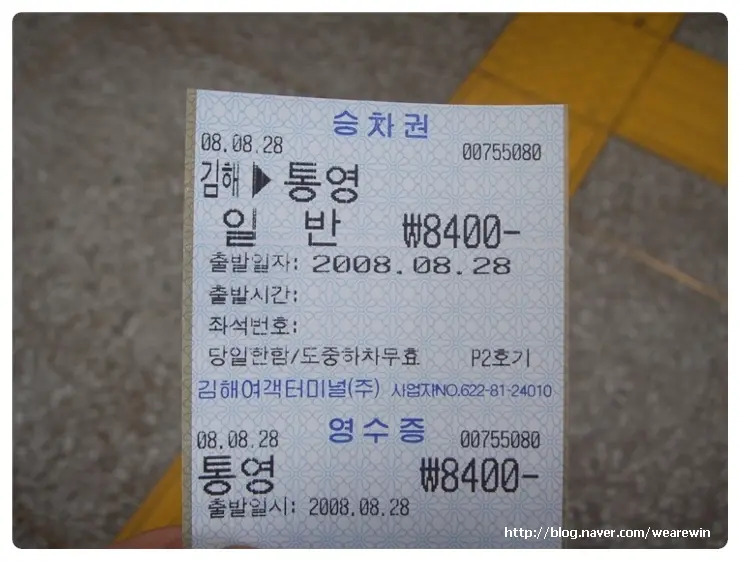 승차권
08.08.28 00755080
김해 ▶ 통영
일 반 ₩8400-
출발일자: 2008.08.28
출발시간:
좌석번호:
당일한함/도중하차무효 P2호기
김해여객터미널(주) 사업자NO.622-81-24010
영수증
08.08.28 00755080
통영 ₩8400-
출발일시: 2008.08.28
http://blog.naver.com/wearewin